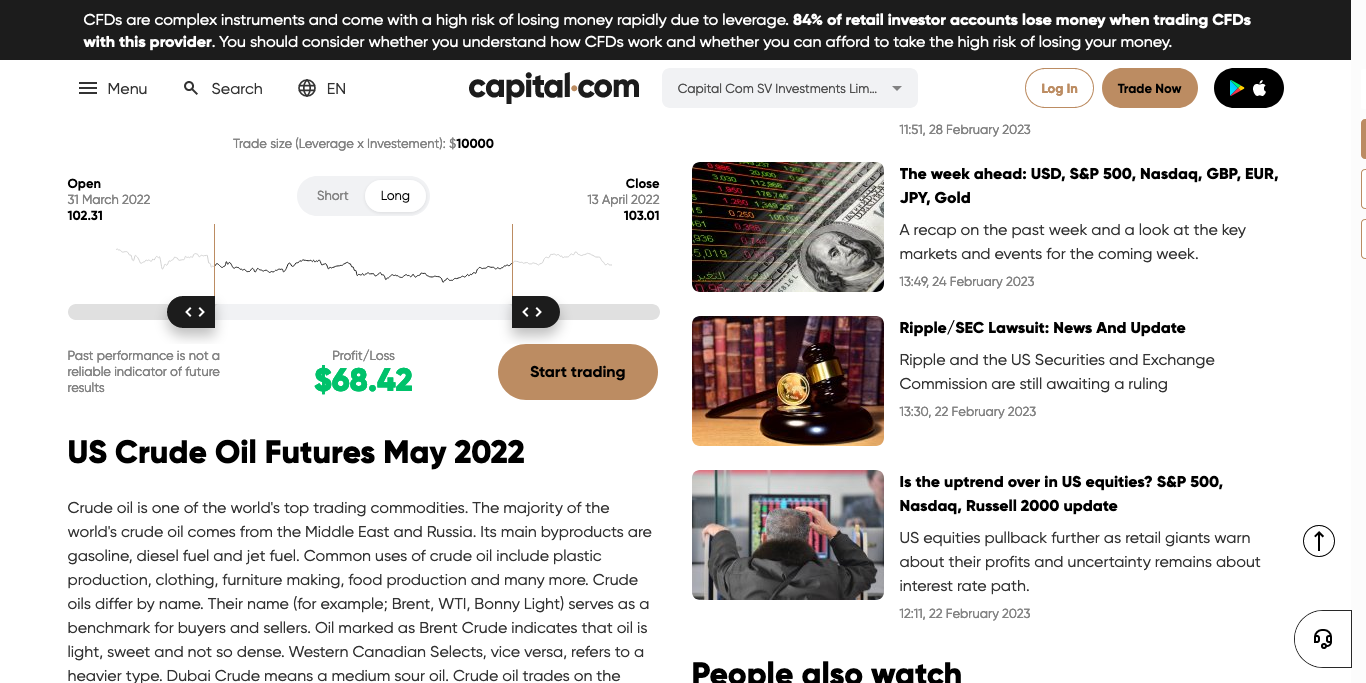 CFDs are complex instruments and come with a high risk of losing money rapidly due to leverage. 84% of retail investor accounts lose money when trading CFDs
with this provider. You should consider whether you understand how CFDs work and whether you can afford to take the high risk of losing your money.
Menu
Search
EN
capital.com
Capital Com SV Investments Lim...
Log In
Trade Now
Trade size (Leverage x Investement): $10000
Open
31 March 2022
102.31
Short
Long
Close
13 April 2022
103.01
Past performance is not a
reliable indicator of future
results
Profit/Loss
$68.42
Start trading
US Crude Oil Futures May 2022
Crude oil is one of the world's top trading commodities. The majority of the
world's crude oil comes from the Middle East and Russia. Its main byproducts are
gasoline, diesel fuel and jet fuel. Common uses of crude oil include plastic
production, clothing, furniture making, food production and many more. Crude
oils differ by name. Their name (for example; Brent, WTI, Bonny Light) serves as a
benchmark for buyers and sellers. Oil marked as Brent Crude indicates that oil is
light, sweet and not so dense. Western Canadian Selects, vice versa, refers to a
heavier type. Dubai Crude means a medium sour oil. Crude oil trades on the
11:51, 28 February 2023
The week ahead: USD, S&P 500, Nasdaq, GBP, EUR,
JPY, Gold
A recap on the past week and a look at the key
markets and events for the coming week.
13:49, 24 February 2023
Ripple/SEC Lawsuit: News And Update
Ripple and the US Securities and Exchange
Commission are still awaiting a ruling
13:30, 22 February 2023
Is the uptrend over in US equities? S&P 500,
Nasdaq, Russell 2000 update
US equities pullback further as retail giants warn
about their profits and uncertainty remains about
interest rate path.
12:11, 22 February 2023
People also watch